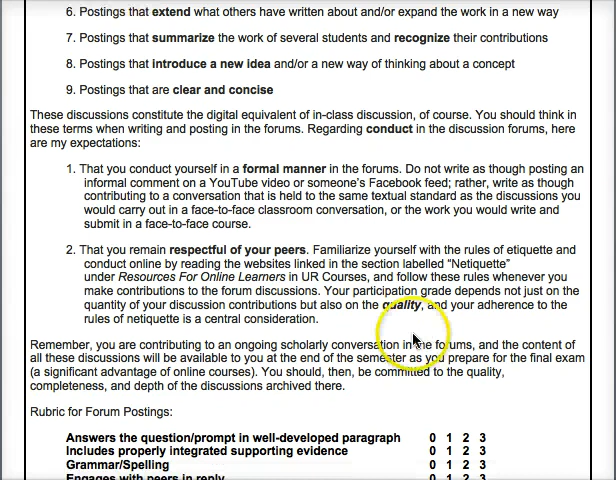 6. Postings that extend what others have written about and/or expand the work in a new way
7. Postings that summarize the work of several students and recognize their contributions
8. Postings that introduce a new idea and/or a new way of thinking about a concept
9. Postings that are clear and concise
These discussions constitute the digital equivalent of in-class discussion, of course. You should think in
these terms when writing and posting in the forums. Regarding conduct in the discussion forums, here
are my expectations:
1. That you conduct yourself in a formal manner in the forums. Do not write as though posting an
informal comment on a YouTube video or someone's Facebook feed; rather, write as though
contributing to a conversation that is held to the same textual standard as the discussions you
would carry out in a face-to-face classroom conversation, or the work you would write and
submit in a face-to-face course.
2. That you remain respectful of your peers. Familiarize yourself with the rules of etiquette and
conduct online by reading the websites linked in the section labelled "Netiquette"
under Resources For Online Learners in UR Courses, and follow these rules whenever you
make contributions to the forum discussions. Your participation grade depends not just on the
quantity of your discussion contributions but also on the quality, and your adherence to the
rules of netiquette is a central consideration.
Remember, you are contributing to an ongoing scholarly conversation in the forums, and the content of
all these discussions will be available to you at the end of the semester as you prepare for the final exam
(a significant advantage of online courses). You should, then, be committed to the quality,
completeness, and depth of the discussions archived there.
Rubric for Forum Postings:
Answers the question/prompt in well-developed paragraph 0 1 2 3
Includes properly integrated supporting evidence 0 1 2 3
Grammar/Spelling 0 1 2 3
Engages with peers in reply 0 1 2 3